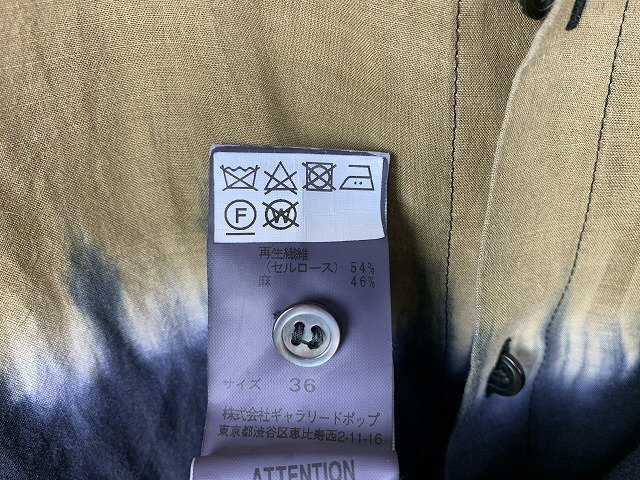 F W
再生繊維
(セルロース) 54%
麻 46%
サイズ 36
株式会社ギャラリードポップ
東京都渋谷区恵比寿西2-11-16
ATTENTION